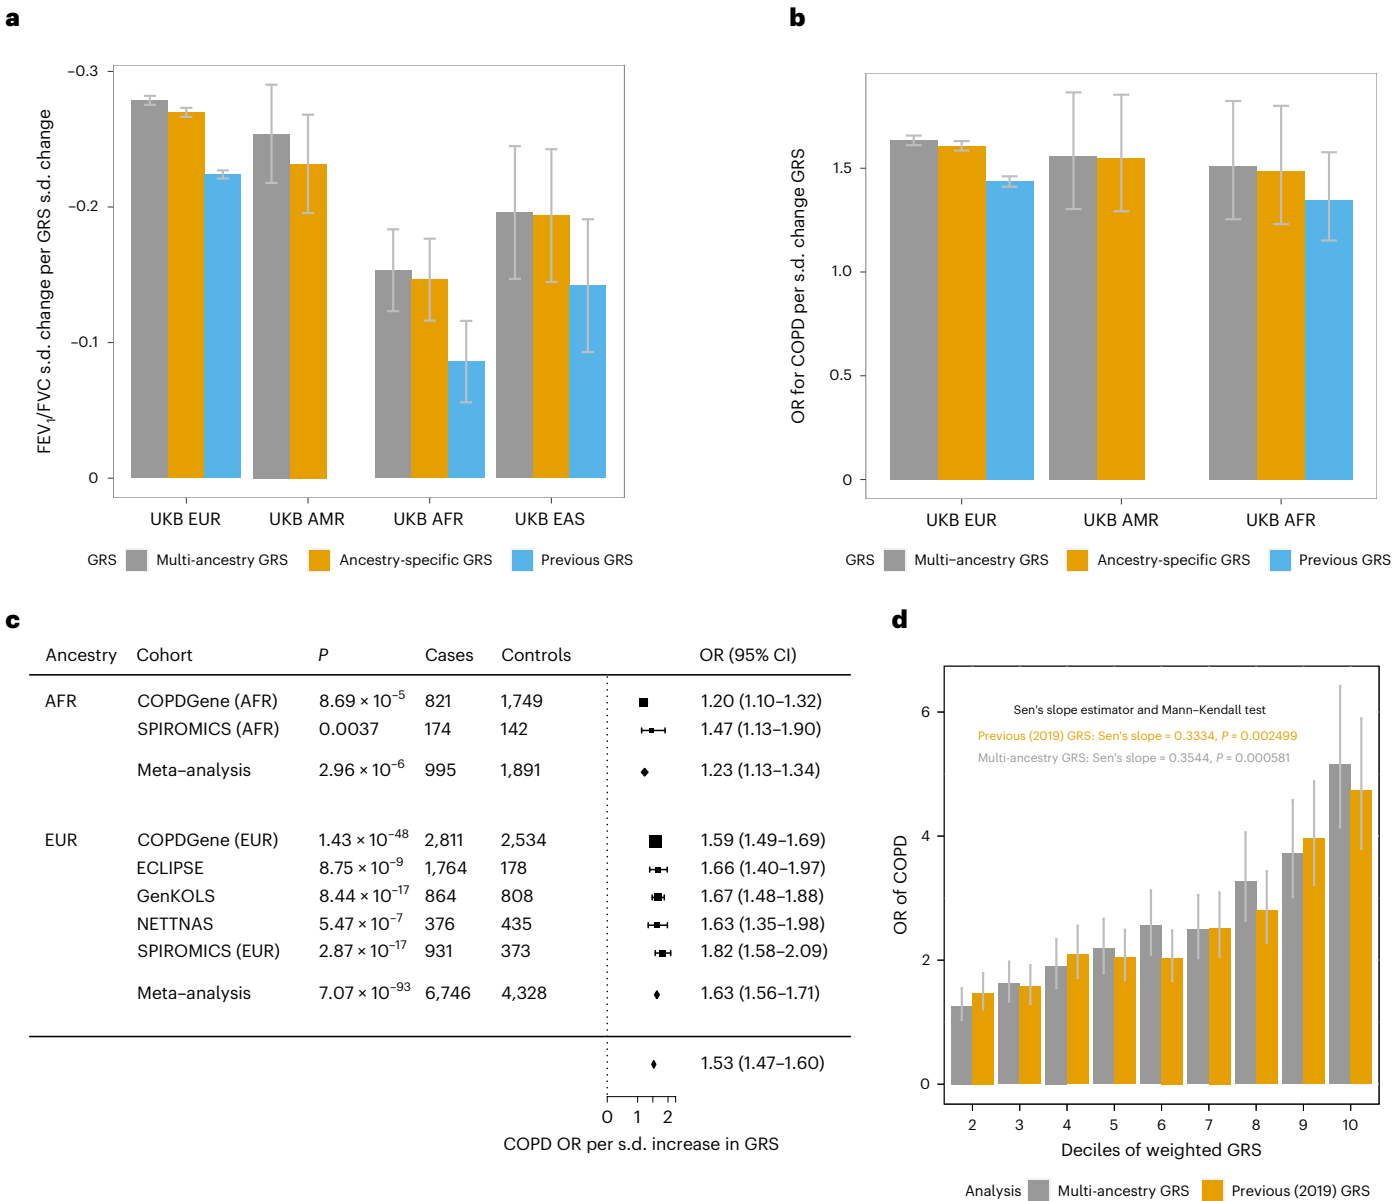 a
FEV1/FVC s.d. change per GRS s.d. change
–0.3
–0.2
–0.1
0
UKB EUR UKB AMR UKB AFR UKB EAS
GRS Multi-ancestry GRS Ancestry-specific GRS Previous GRS
b
OR for COPD per s.d. change GRS
1.5
1.0
0.5
0
UKB EUR UKB AMR UKB AFR
GRS Multi–ancestry GRS Ancestry-specific GRS Previous GRS
c
Ancestry Cohort P Cases Controls OR (95% CI)
AFR COPDGene (AFR) 8.69 × 10⁻⁵ 821 1,749 1.20 (1.10–1.32)
SPIROMICS (AFR) 0.0037 174 142 1.47 (1.13–1.90)
Meta–analysis 2.96 × 10⁻⁶ 995 1,891 1.23 (1.13–1.34)
EUR COPDGene (EUR) 1.43 × 10⁻⁴⁸ 2,811 2,534 1.59 (1.49–1.69)
ECLIPSE 8.75 × 10⁻⁹ 1,764 178 1.66 (1.40–1.97)
GenKOLS 8.44 × 10⁻¹⁷ 864 808 1.67 (1.48–1.88)
NETTNAS 5.47 × 10⁻⁷ 376 435 1.63 (1.35–1.98)
SPIROMICS (EUR) 2.87 × 10⁻¹⁷ 931 373 1.82 (1.58–2.09)
Meta–analysis 7.07 × 10⁻⁹³ 6,746 4,328 1.63 (1.56–1.71)
1.53 (1.47–1.60)
0 1 2
COPD OR per s.d. increase in GRS
d
Sen's slope estimator and Mann–Kendall test
Previous (2019) GRS: Sen's slope = 0.3334, P = 0.002499
Multi-ancestry GRS: Sen's slope = 0.3544, P = 0.000581
OR of COPD
6
4
2
0
2 3 4 5 6 7 8 9 10
Deciles of weighted GRS
Analysis Multi-ancestry GRS Previous (2019) GRS